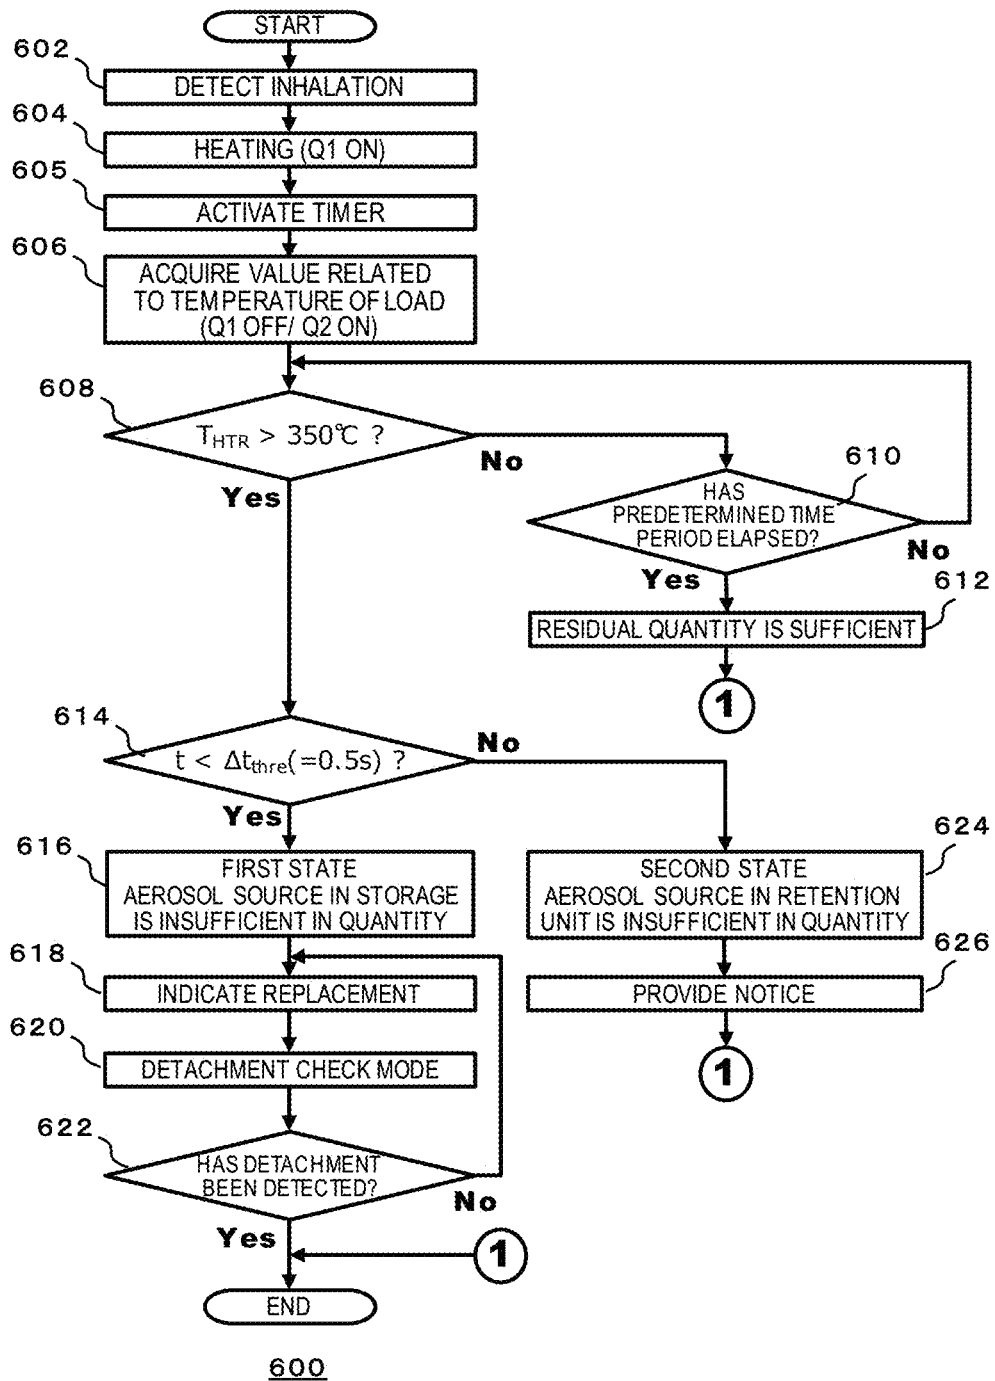 START
602
DETECT INHALATION
604
HEATING (Q1 ON)
605
ACTIVATE TIMER
606
ACQUIRE VALUE RELATED
TO TEMPERATURE OF LOAD
(Q1 OFF/ Q2 ON)
608
THTR > 350℃ ?
No
Yes
610
HAS
PREDETERMINED TIME
PERIOD ELAPSED?
No
Yes
612
RESIDUAL QUANTITY IS SUFFICIENT
1
614
t < Δtthre(=0.5s) ?
No
Yes
616
FIRST STATE
AEROSOL SOURCE IN STORAGE
IS INSUFFICIENT IN QUANTITY
624
SECOND STATE
AEROSOL SOURCE IN RETENTION
UNIT IS INSUFFICIENT IN QUANTITY
618
INDICATE REPLACEMENT
626
PROVIDE NOTICE
1
620
DETACHMENT CHECK MODE
622
HAS DETACHMENT
BEEN DETECTED?
No
Yes
1
END
600